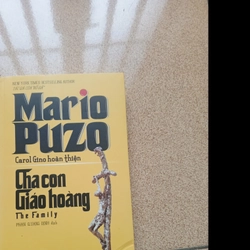 Mario
PUZO
Carol Gino hoàn thiện
Cha con
Giáo hoàng
The Family